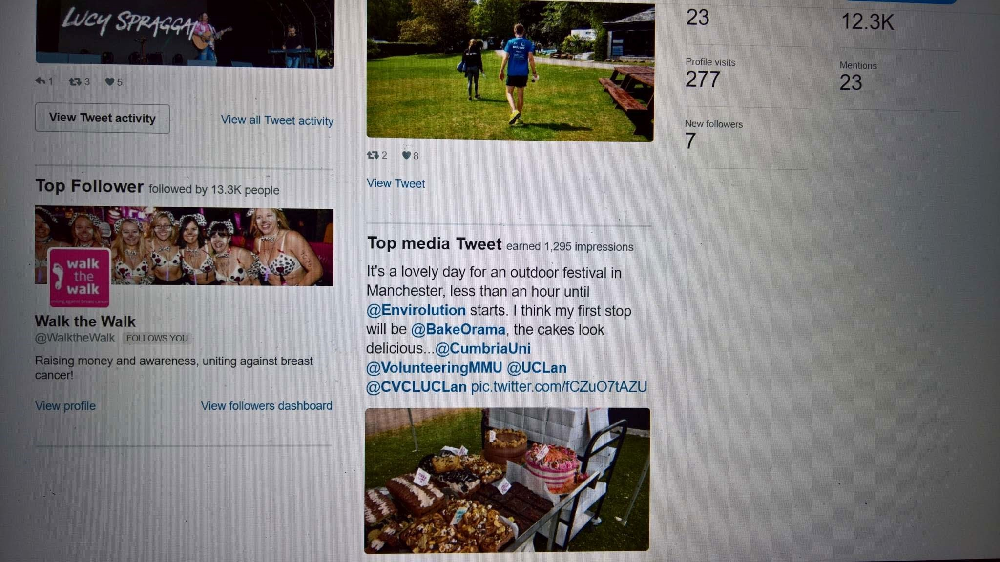 LUCY SPRAGGA
1
3
5
View Tweet activity
View all Tweet activity
Top Follower followed by 13.3K people
walk
the
walk
uniting against breast cancer
Walk the Walk
@WalktheWalk FOLLOWS YOU
Raising money and awareness, uniting against breast
cancer!
View profile
View followers dashboard
2
8
View Tweet
Top media Tweet earned 1,295 impressions
It's a lovely day for an outdoor festival in
Manchester, less than an hour until
@Envirolution starts. I think my first stop
will be @BakeOrama, the cakes look
delicious...@CumbriaUni
@VolunteeringMMU @UCLan
@CVCLUCLan pic.twitter.com/fCZuO7tAZU
23
12.3K
Profile visits
277
Mentions
23
New followers
7